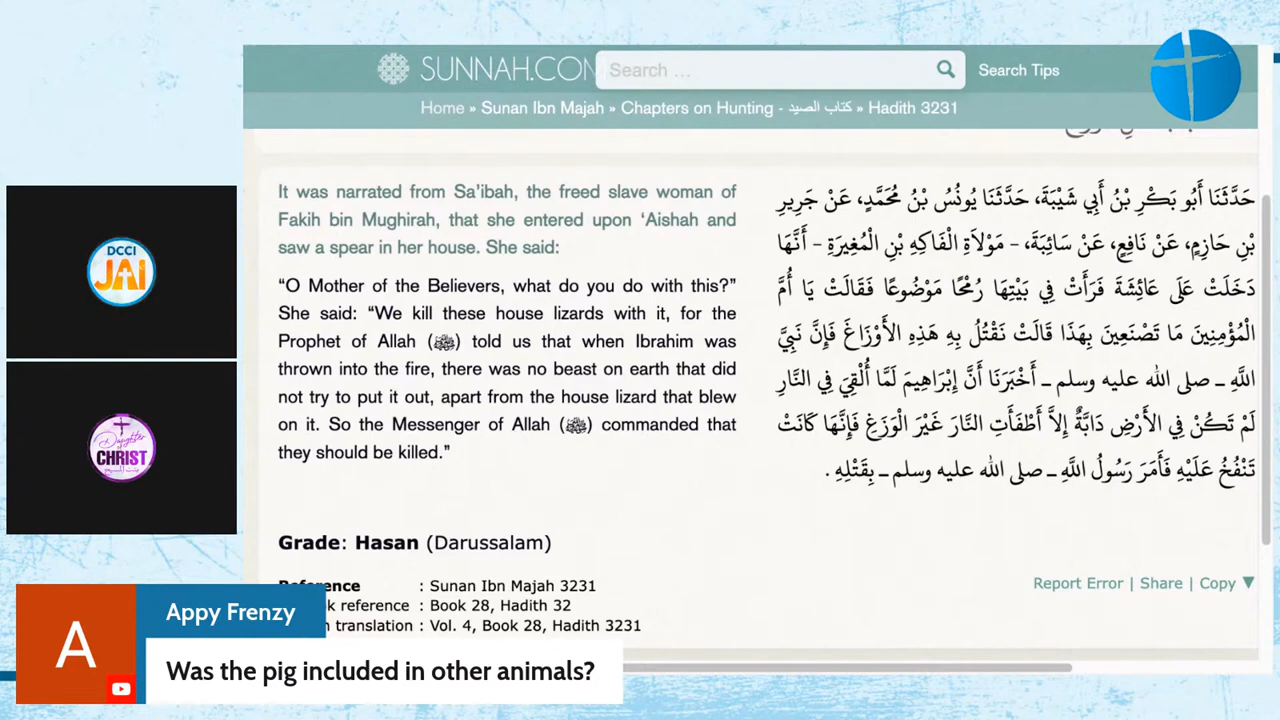 SUNNAH.COM
Search ...
Search Tips
Home » Sunan Ibn Majah » Chapters on Hunting - كتاب الصيد » Hadith 3231
It was narrated from Sa'ibah, the freed slave woman of
Fakih bin Mughirah, that she entered upon 'Aishah and
saw a spear in her house. She said:
“O Mother of the Believers, what do you do with this?”
She said: “We kill these house lizards with it, for the
Prophet of Allah (ﷺ) told us that when Ibrahim was
thrown into the fire, there was no beast on earth that did
not try to put it out, apart from the house lizard that blew
on it. So the Messenger of Allah (ﷺ) commanded that
they should be killed.”
حَدَّثَنَا أَبُو بَكْرِ بْنُ أَبِي شَيْبَةَ، حَدَّثَنَا يُونُسُ بْنُ مُحَمَّدٍ، عَنْ جَرِيرِ
بْنِ حَازِمٍ، عَنْ نَافِعٍ، عَنْ سَائِبَةَ، – مَوْلاَةِ الْفَاكِهِ بْنِ الْمُغِيرَةِ – أَنَّهَا
دَخَلَتْ عَلَى عَائِشَةَ فَرَأَتْ فِي بَيْتِهَا رُمْحًا مَوْضُوعًا فَقَالَتْ يَا أُمَّ
الْمُؤْمِنِينَ مَا تَصْنَعِينَ بِهَذَا قَالَتْ نَقْتُلُ بِهِ هَذِهِ الأَوْزَاغَ فَإِنَّ نَبِيَّ
اللَّهِ ـ صلى الله عليه وسلم ـ أَخْبَرَنَا أَنَّ إِبْرَاهِيمَ لَمَّا أُلْقِيَ فِي النَّارِ
لَمْ تَكُنْ فِي الأَرْضِ دَابَّةٌ إِلاَّ أَطْفَأَتِ النَّارَ غَيْرَ الْوَزَغِ فَإِنَّهَا كَانَتْ
تَنْفُخُ عَلَيْهِ فَأَمَرَ رَسُولُ اللَّهِ ـ صلى الله عليه وسلم ـ بِقَتْلِهِ .
Grade: Hasan (Darussalam)
Reference : Sunan Ibn Majah 3231
k reference : Book 28, Hadith 32
translation : Vol. 4, Book 28, Hadith 3231
Report Error | Share | Copy ▼
DCCI
JAI
Daughter
of
CHRIST
A
Appy Frenzy
Was the pig included in other animals?